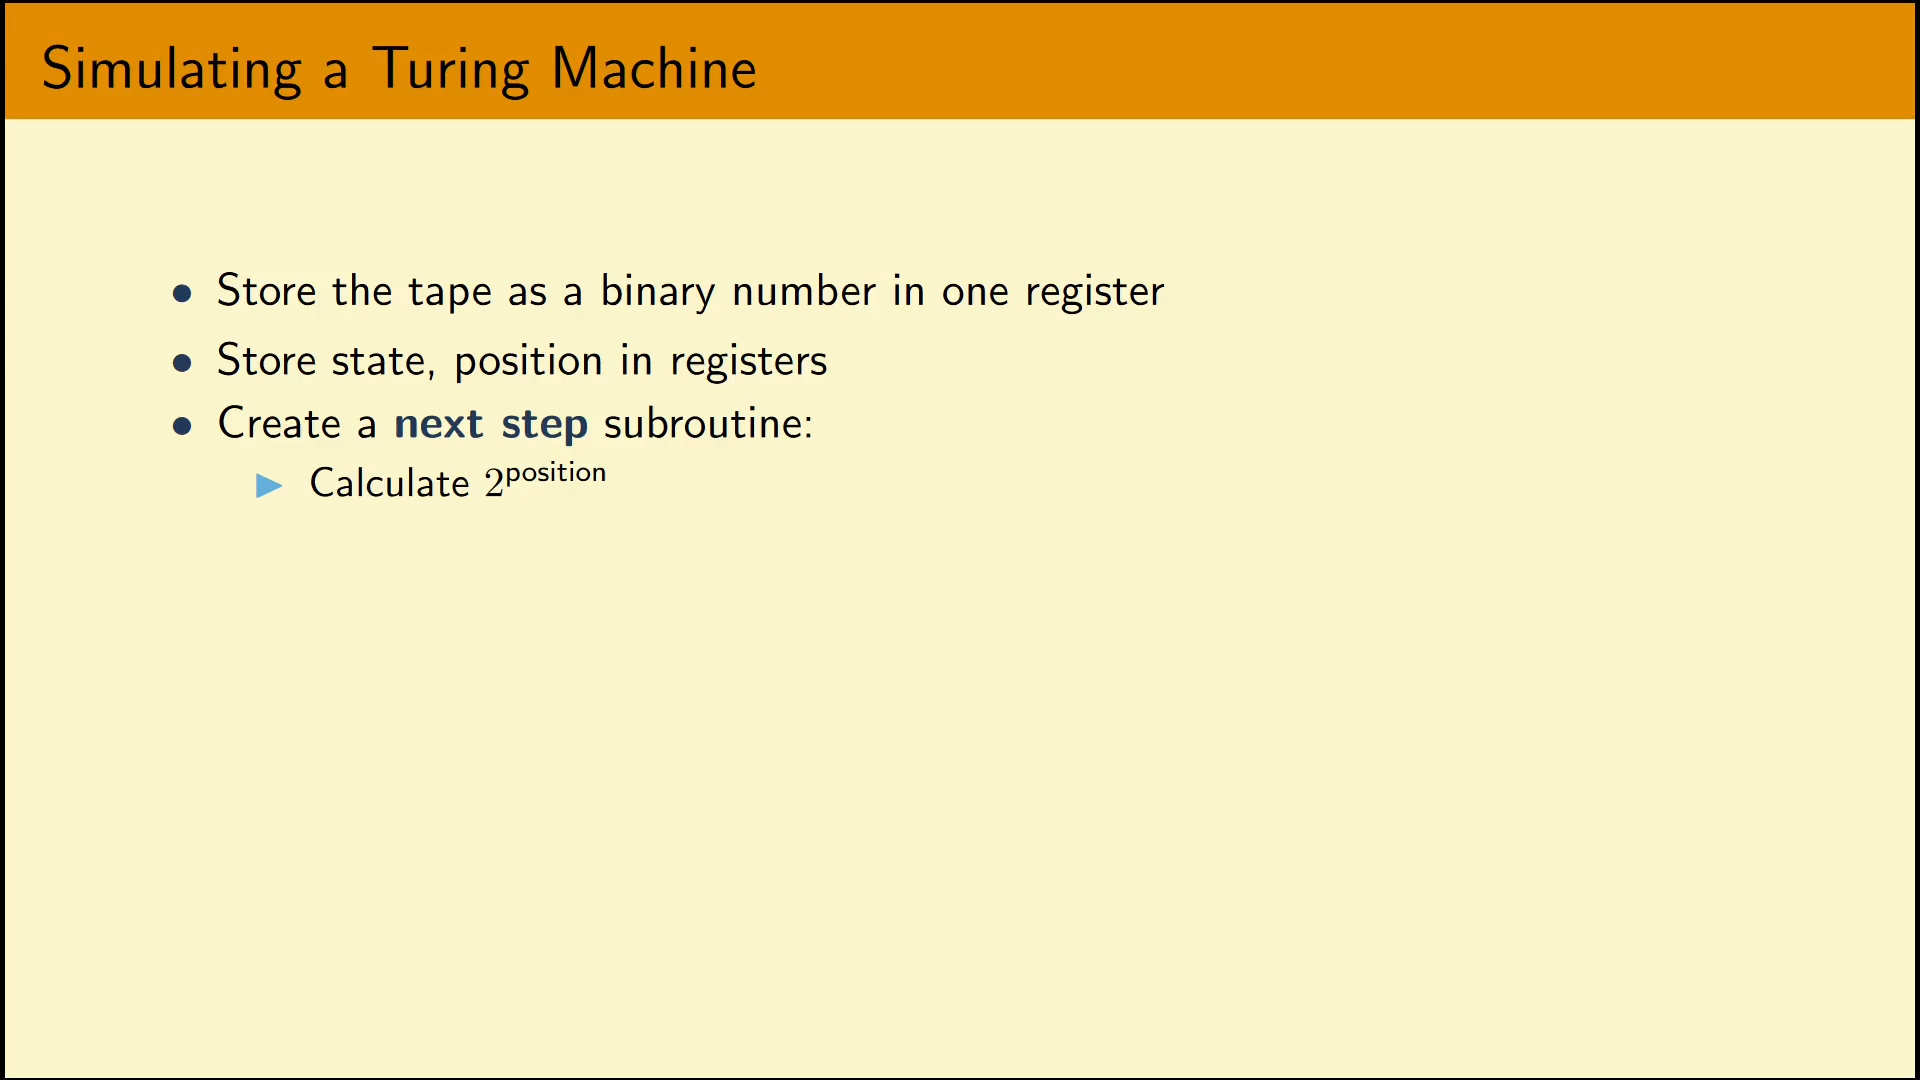 Simulating a Turing Machine
• Store the tape as a binary number in one register
• Store state, position in registers
• Create a next step subroutine:
▶ Calculate 2^position